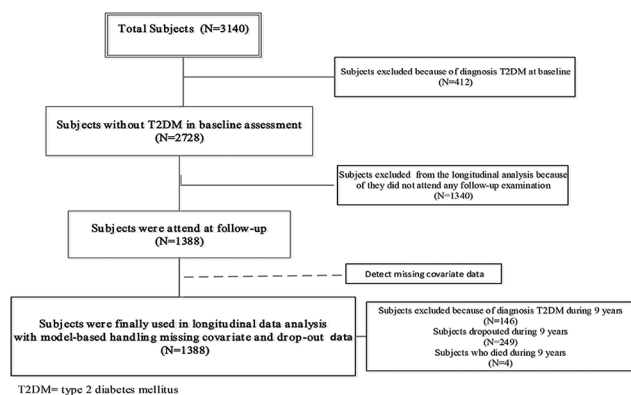 Total Subjects (N=3140)
Subjects excluded because of diagnosis T2DM at baseline
(N=412)
Subjects without T2DM in baseline assessment
(N=2728)
Subjects excluded from the longitudinal analysis because
of they did not attend any follow-up examination
(N=1340)
Subjects were attend at follow-up
(N=1388)
Detect missing covariate data
Subjects were finally used in longitudinal data analysis
with model-based handling missing covariate and drop-out data
(N=1388)
Subjects excluded because of diagnosis T2DM during 9 years
(N=146)
Subjects dropouted during 9 years
(N=249)
Subjects who died during 9 years
(N=4)
T2DM= type 2 diabetes mellitus